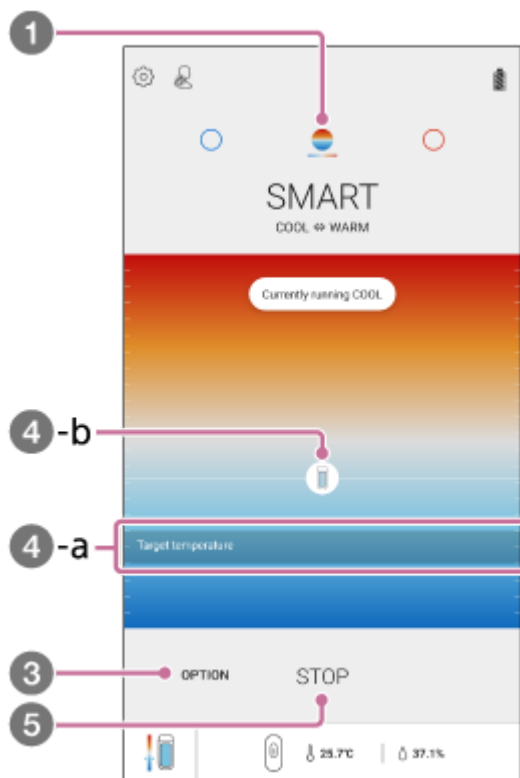 1
SMART
COOL ⇔ WARM
Currently running COOL
4 -b
4 -a
Target temperature
3
OPTION
STOP
5
25.7°C
37.1%